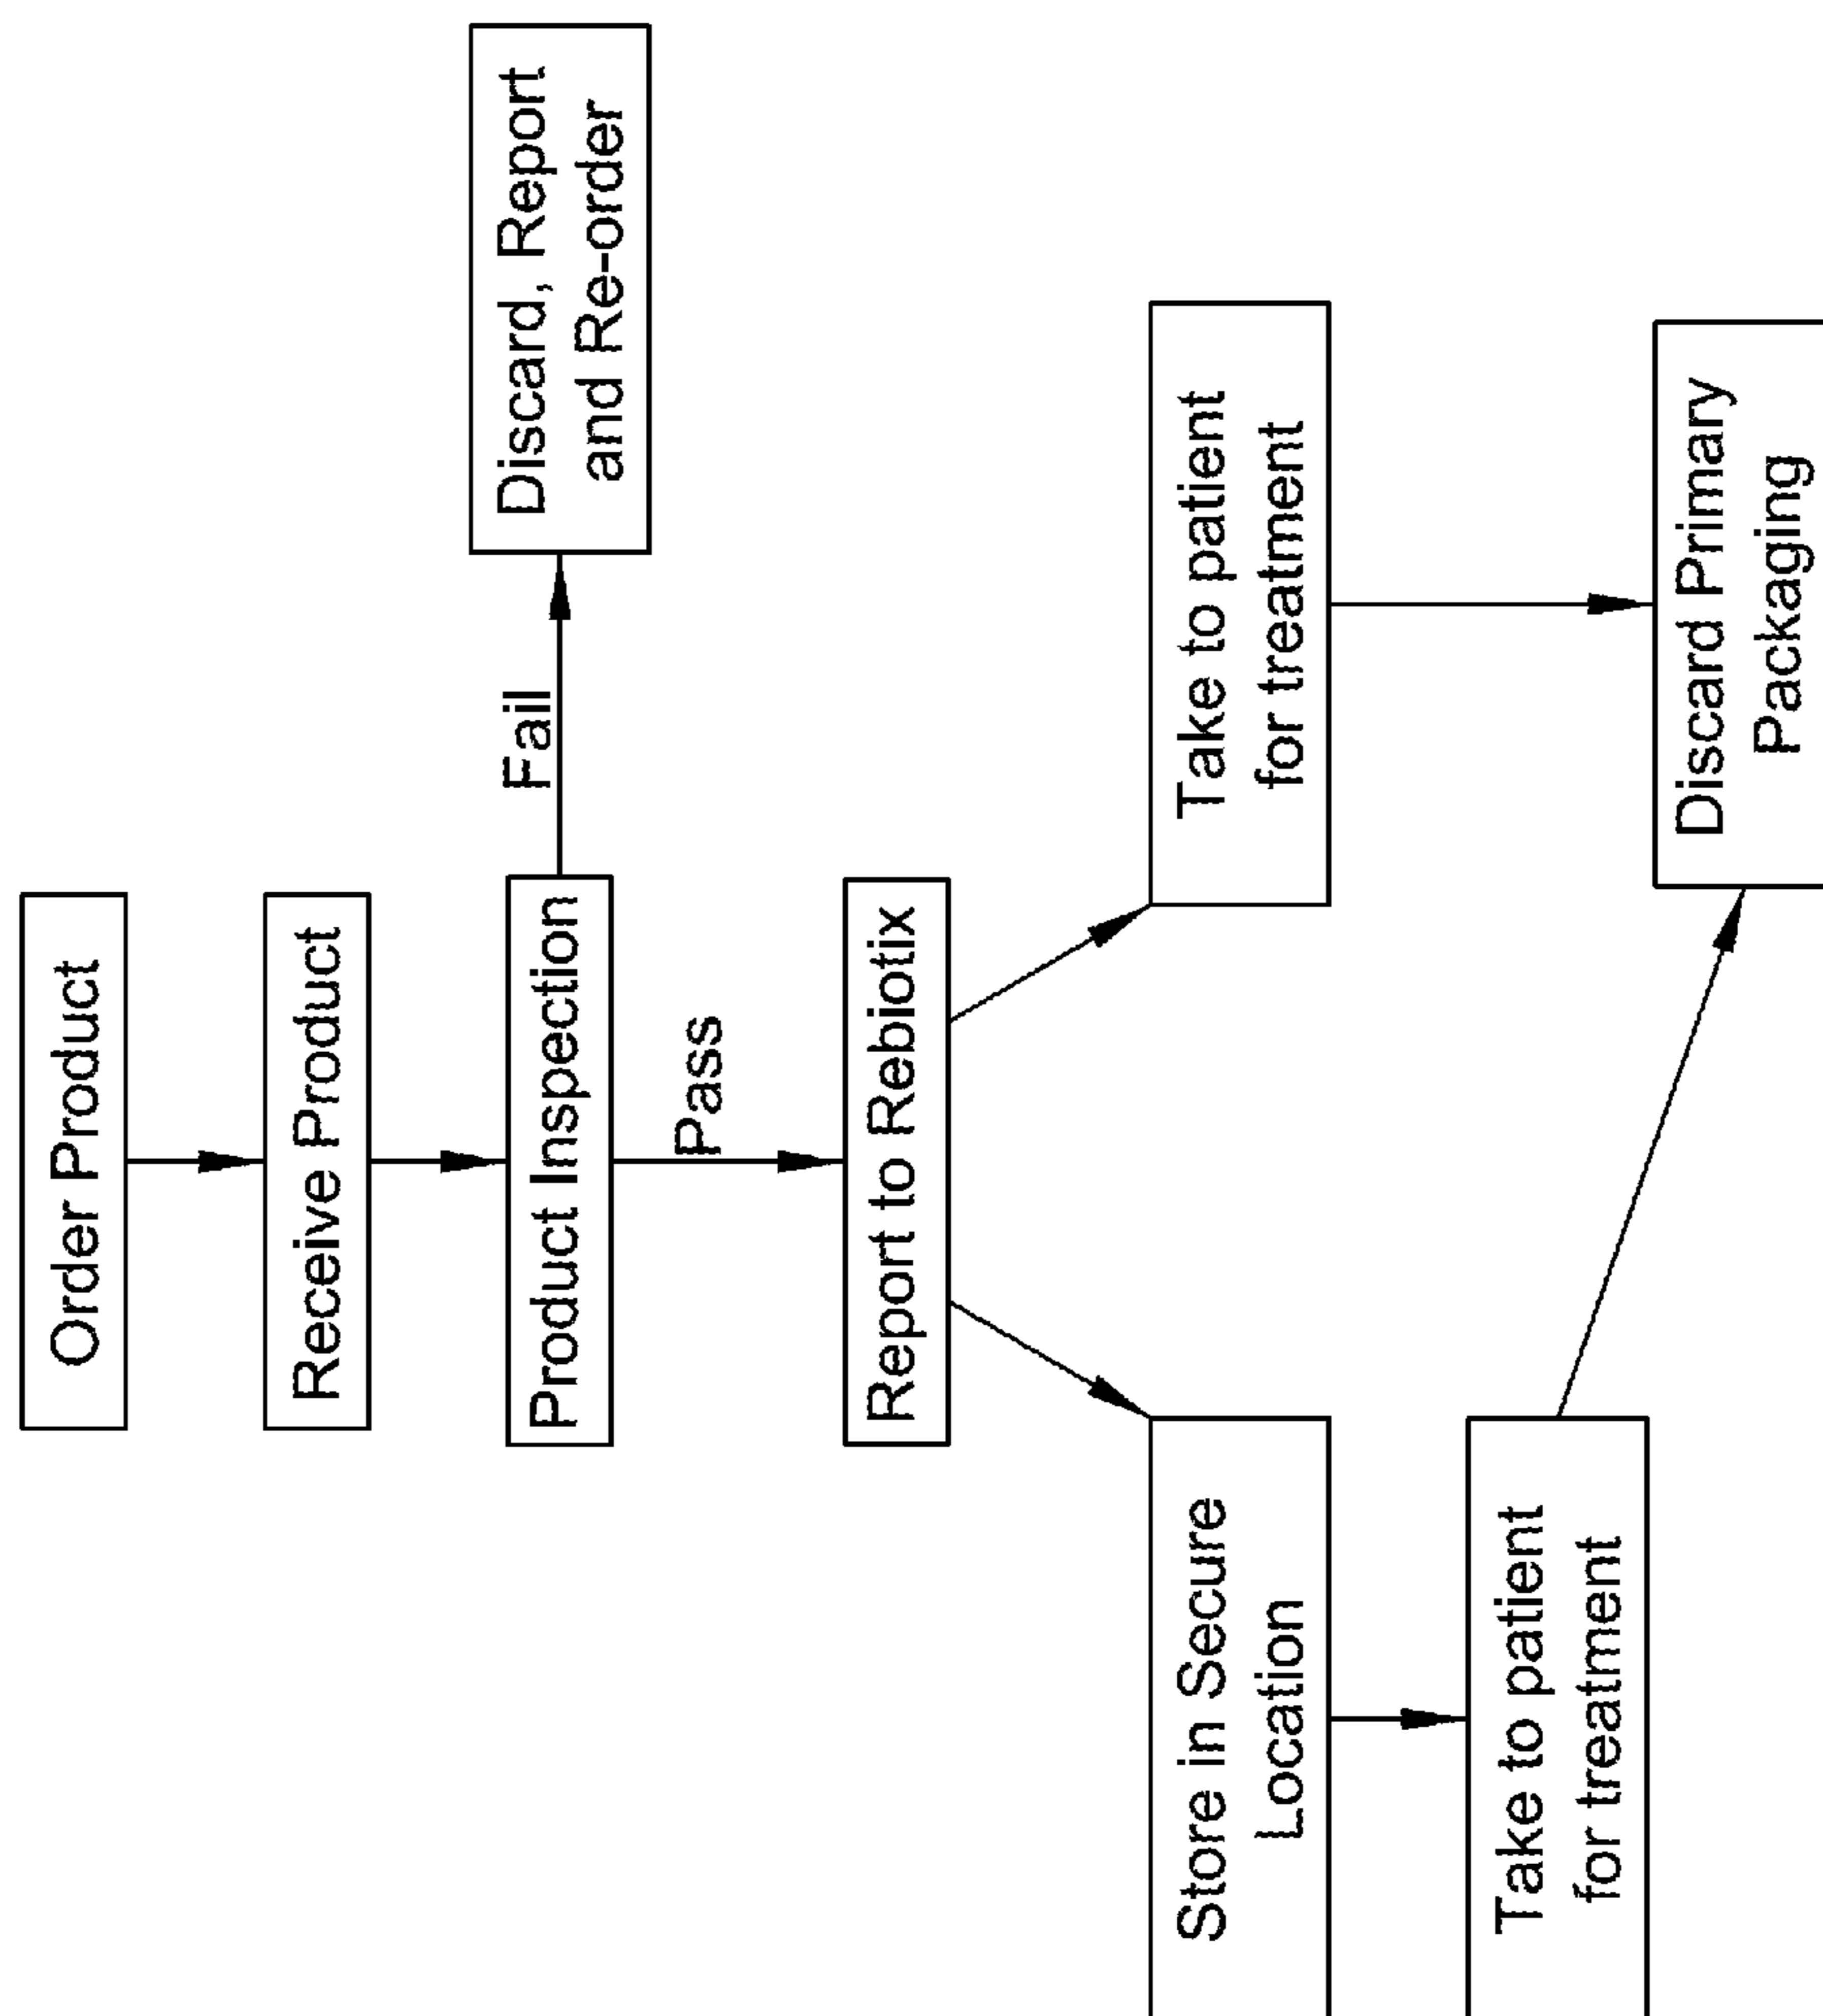 Order Product
Receive Product
Product Inspection
Fail
Discard, Report
and Re-order
Pass
Report to Rebiotix
Store in Secure
Location
Take to patient
for treatment
Take to patient
for treatment
Discard Primary
Packaging